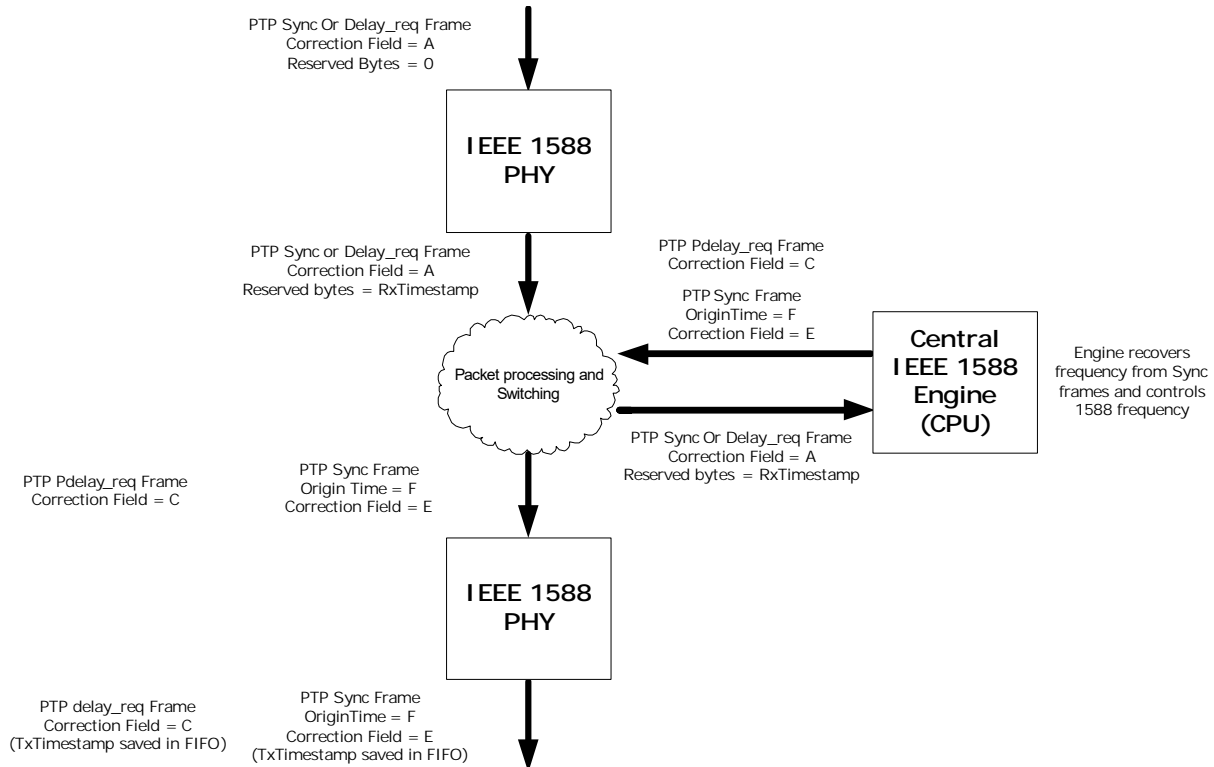 PTP Sync Or Delay_req Frame
Correction Field = A
Reserved Bytes = 0
IEEE 1588
PHY
PTP Sync or Delay_req Frame
Correction Field = A
Reserved bytes = RxTimestamp
PTP Pdelay_req Frame
Correction Field = C
PTP Sync Frame
OriginTime = F
Correction Field = E
Central
IEEE 1588
Engine
(CPU)
Engine recovers
frequency from Sync
frames and controls
1588 frequency
Packet processing and
Switching
PTP Sync Or Delay_req Frame
Correction Field = A
Reserved bytes = RxTimestamp
PTP Pdelay_req Frame
Correction Field = C
PTP Sync Frame
Origin Time = F
Correction Field = E
IEEE 1588
PHY
PTP delay_req Frame
Correction Field = C
(TxTimestamp saved in FIFO)
PTP Sync Frame
OriginTime = F
Correction Field = E
(TxTimestamp saved in FIFO)